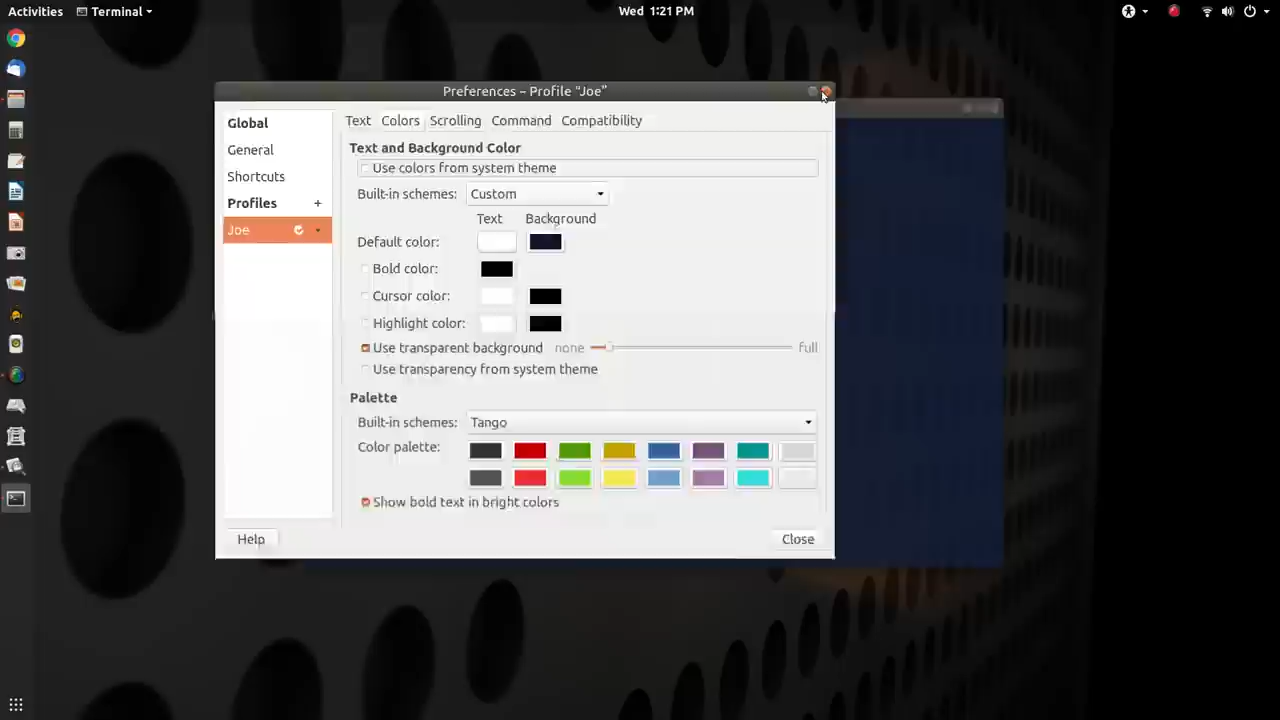 Activities Terminal Wed 1:21 PM
Preferences – Profile “Joe”
Global
General
Shortcuts
Profiles +
Joe
Text Colors Scrolling Command Compatibility
Text and Background Color
Use colors from system theme
Built-in schemes: Custom
Text Background
Default color:
Bold color:
Cursor color:
Highlight color:
Use transparent background none full
Use transparency from system theme
Palette
Built-in schemes: Tango
Color palette:
Show bold text in bright colors
Help Close